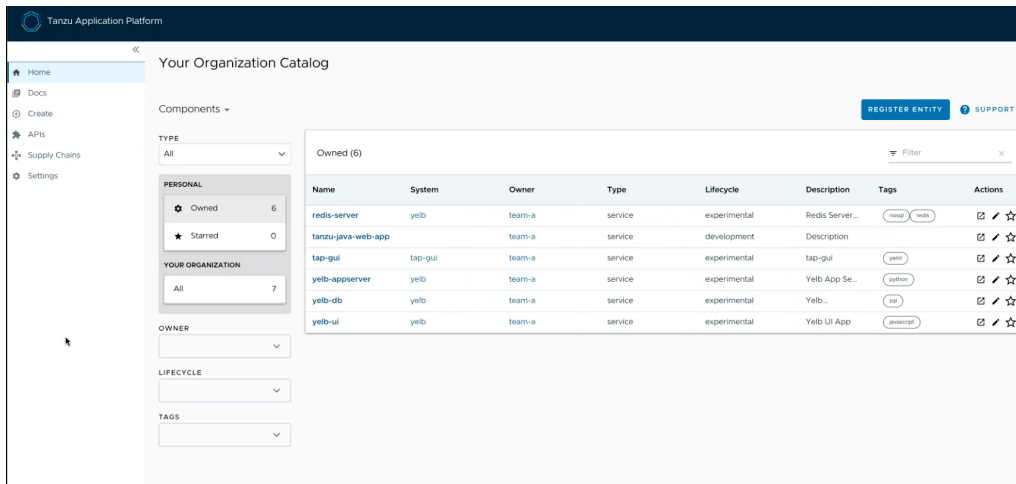 Tanzu Application Platform
Home
Docs
Create
APIs
Supply Chains
Settings
Your Organization Catalog
Components
REGISTER ENTITY
SUPPORT
TYPE
All
PERSONAL
Owned 6
Starred 0
YOUR ORGANIZATION
All 7
OWNER
LIFECYCLE
TAGS
Owned (6)
Filter
Name System Owner Type Lifecycle Description Tags Actions
redis-server yelb team-a service experimental Redis Server... nosql redis
tanzu-java-web-app team-a service development Description
tap-gui tap-gui team-a service experimental tap-gui yaml
yelb-appserver yelb team-a service experimental Yelb App Se... python
yelb-db yelb team-a service experimental Yelb... sql
yelb-ui yelb team-a service experimental Yelb UI App javascript